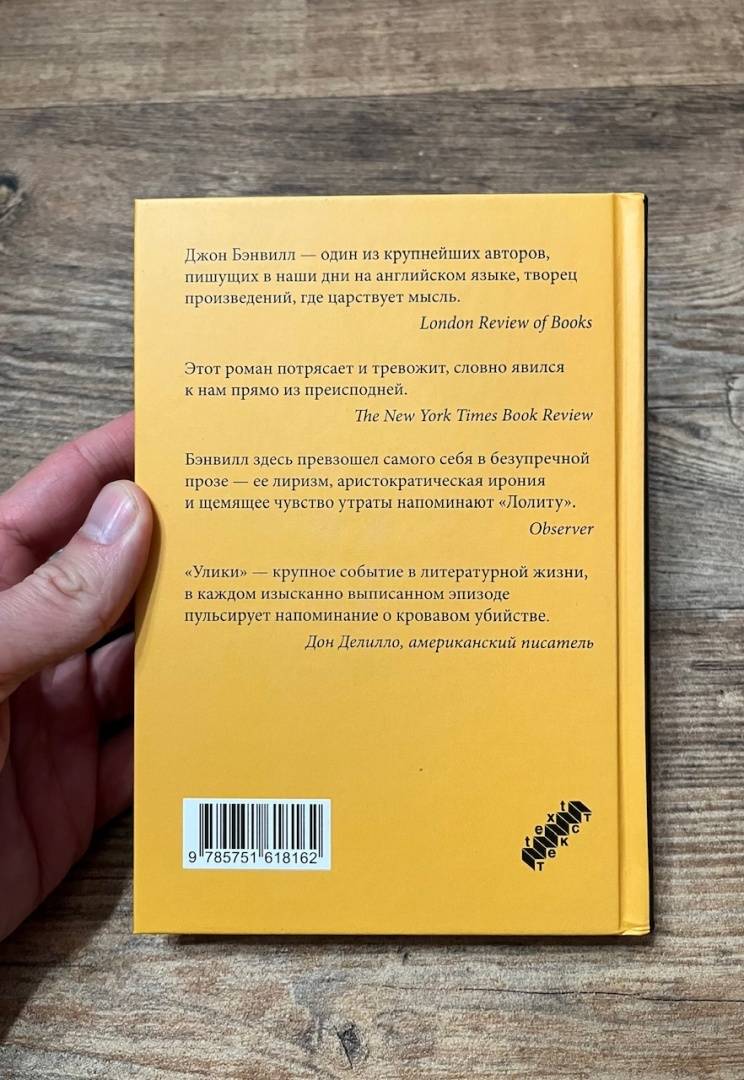 Джон Бэнвилл — один из крупнейших авторов,
пишущих в наши дни на английском языке, творец
произведений, где царствует мысль.
London Review of Books
Этот роман потрясает и тревожит, словно явился
к нам прямо из преисподней.
The New York Times Book Review
Бэнвилл здесь превзошел самого себя в безупречной
прозе — ее лиризм, аристократическая ирония
и щемящее чувство утраты напоминают «Лолиту».
Observer
«Улики» — крупное событие в литературной жизни,
в каждом изысканно выписанном эпизоде
пульсирует напоминание о кровавом убийстве.
Дон Делилло, американский писатель
9 785751 618162
text
Текст